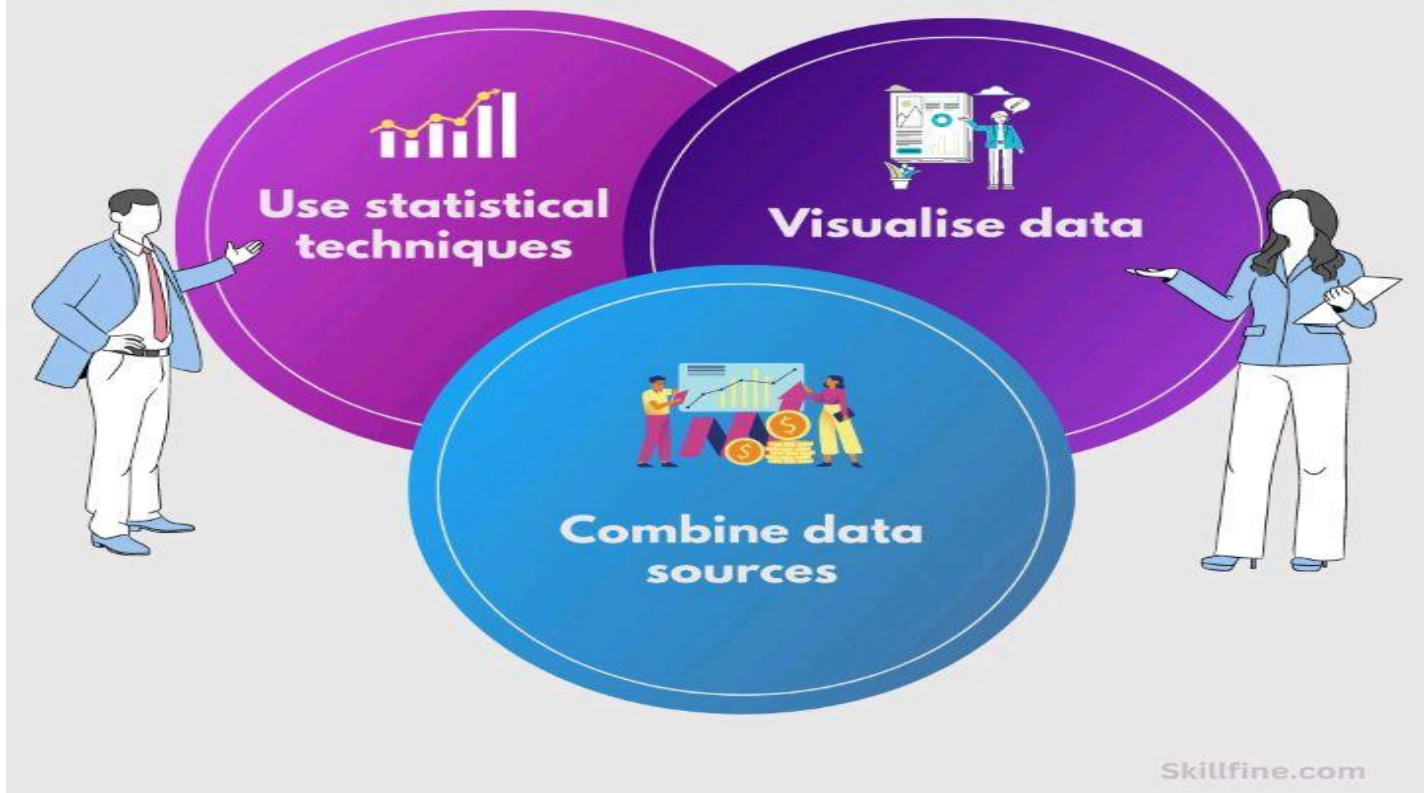 Use statistical
techniques
Visualise data
Combine data
sources
Skillfine.com